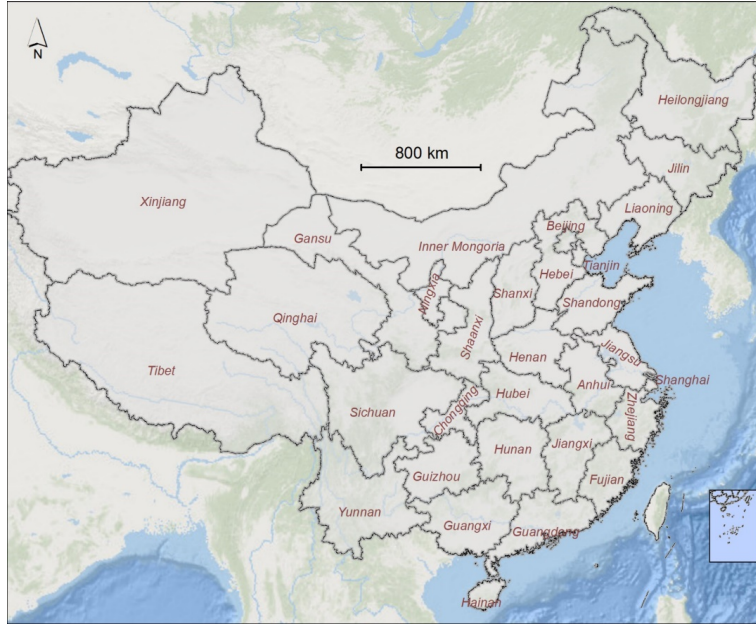 N
Heilongjiang
800 km
Jilin
Xinjiang
Liaoning
Beijing
Gansu
Inner Mongoria
Tianjin
Hebei
Ningxia
Shanxi
Shandong
Qinghai
Shaanxi
Jiangsu
Henan
Tibet
Shanghai
Anhui
Hubei
Chongqing
Sichuan
Zhejiang
Hunan
Jiangxi
Guizhou
Fujian
Yunnan
Guangxi
Guangdang
Hainan